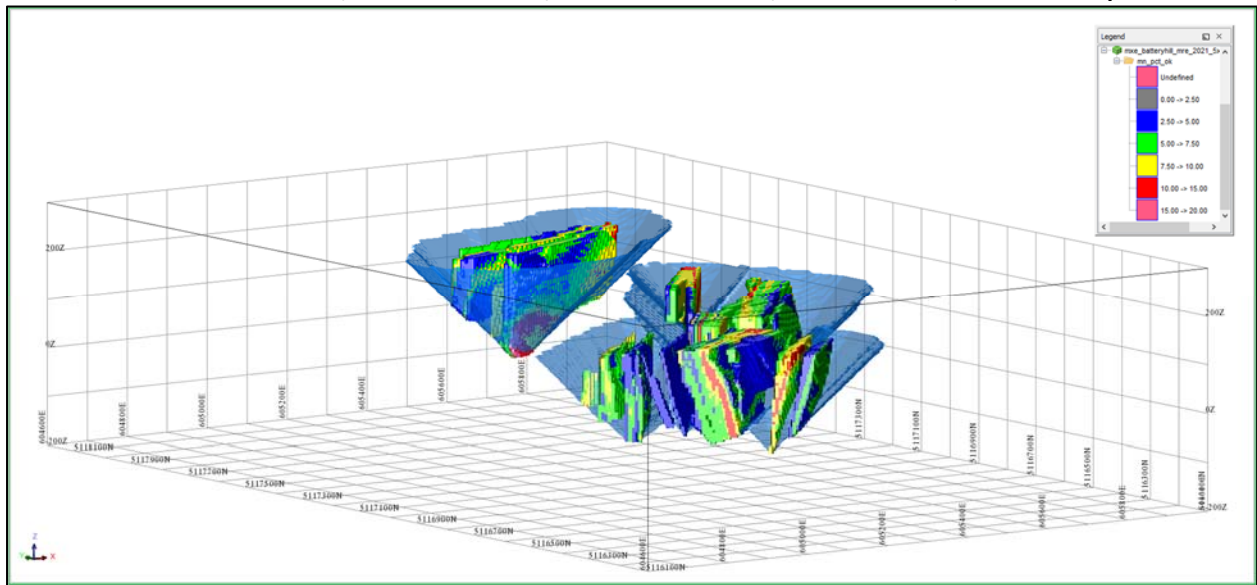 Legend
mxe_batteryhill_mre_2021_5x
mn_pct_ok
Undefined
0.00 -> 2.50
2.50 -> 5.00
5.00 -> 7.50
7.50 -> 10.00
10.00 -> 15.00
15.00 -> 20.00
200Z
0Z
-200Z
200Z
0Z
-200Z
604600E
604800E
605000E
605200E
605400E
605600E
605800E
5118100N
5117900N
5117700N
5117500N
5117300N
5117100N
5116900N
5116700N
5116500N
5116300N
5116100N
604600E
604800E
605000E
605200E
605400E
605600E
605800E
5117300N
5117100N
5116900N
5116700N
5116500N
5116300N
Z
Y
X